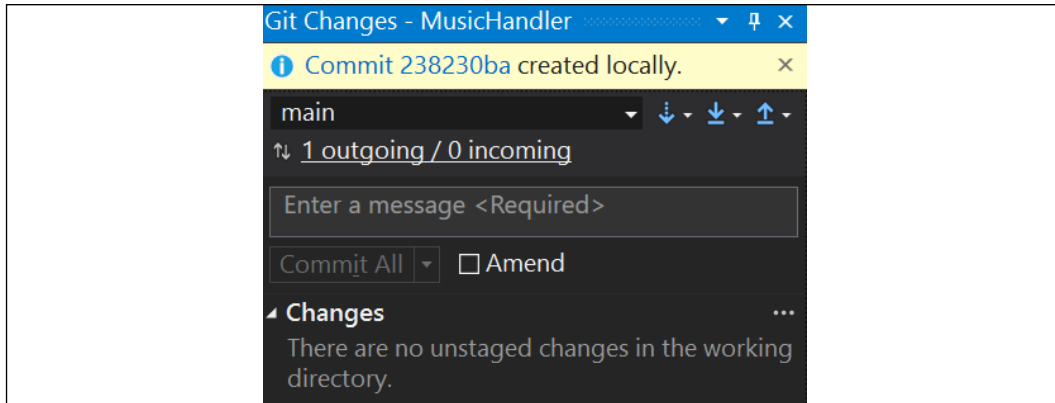 Git Changes - MusicHandler
Commit 238230ba created locally.
main
1 outgoing / 0 incoming
Enter a message <Required>
Commit All
Amend
Changes
There are no unstaged changes in the working
directory.